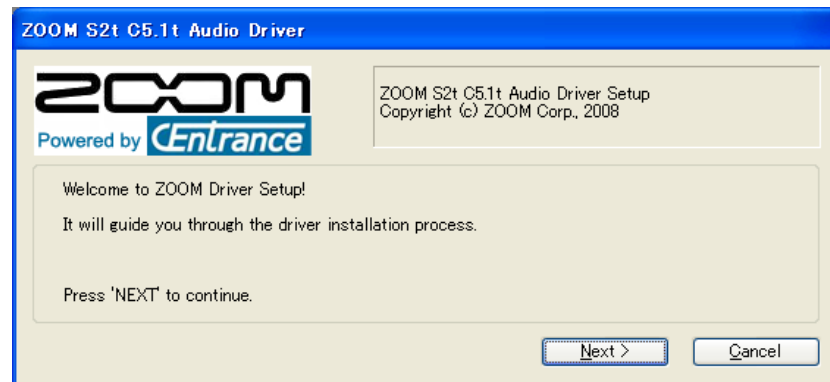 ZOOM S2t C5.1t Audio Driver
ZOOM
Powered by CEntrance
ZOOM S2t C5.1t Audio Driver Setup
Copyright (c) ZOOM Corp., 2008
Welcome to ZOOM Driver Setup!
It will guide you through the driver installation process.
Press 'NEXT' to continue.
Next >
Cancel